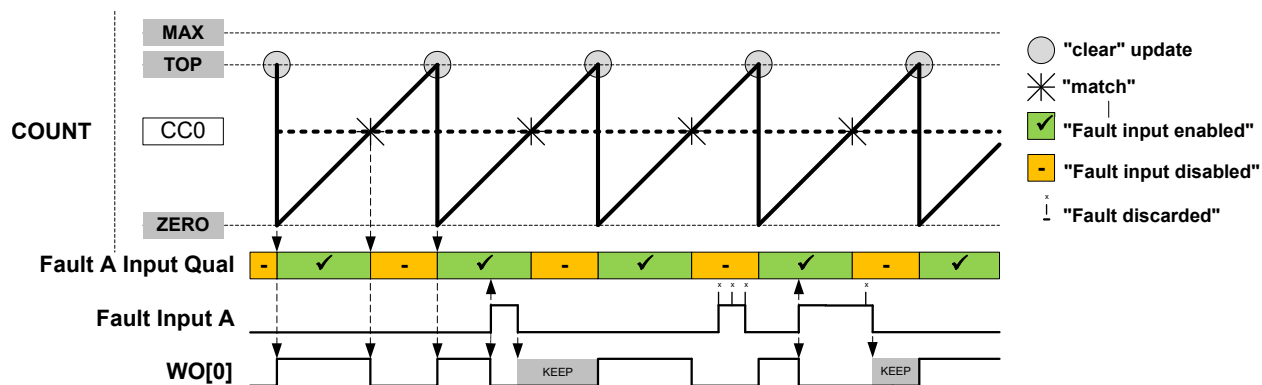 MAX
TOP
COUNT
CC0
ZERO
"clear" update
"match"
"Fault input enabled"
"Fault input disabled"
x
"Fault discarded"
Fault A Input Qual
- ✓ - ✓ - ✓ - ✓ - ✓
x x x x
Fault Input A
WO[0]
KEEP KEEP